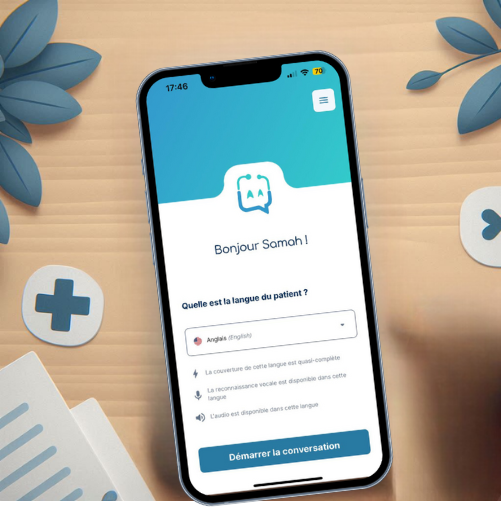 17:46
70
Bonjour Samah !
Quelle est la langue du patient ?
Anglais (English)
La couverture de cette langue est quasi-complète
La reconnaissance vocale est disponible dans cette
langue
L'audio est disponible dans cette langue
Démarrer la conversation